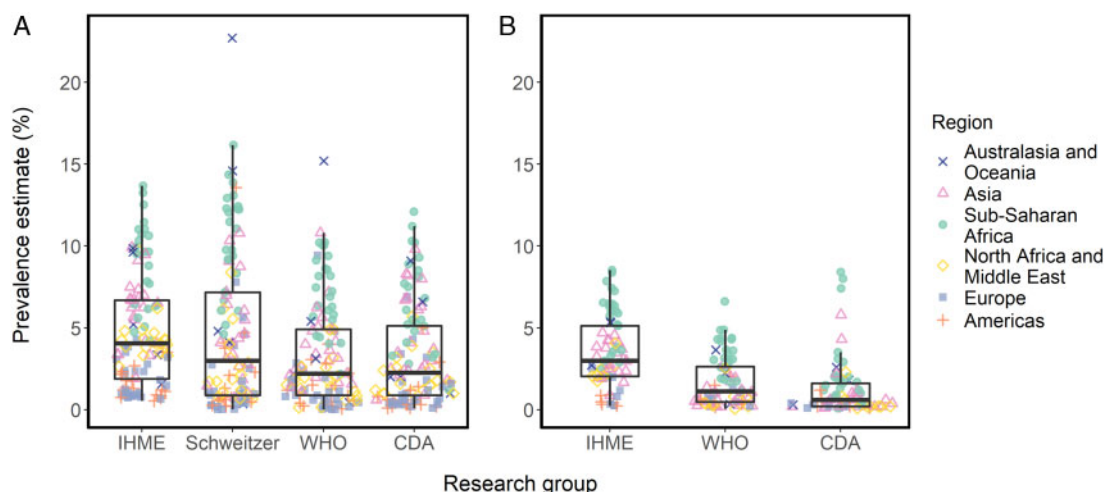 A
B
Prevalence estimate (%)
20
15
10
5
0
IHME Schweitzer WHO CDA
20
15
10
5
0
IHME WHO CDA
Research group
Region
Australasia and
Oceania
Asia
Sub-Saharan
Africa
North Africa and
Middle East
Europe
Americas